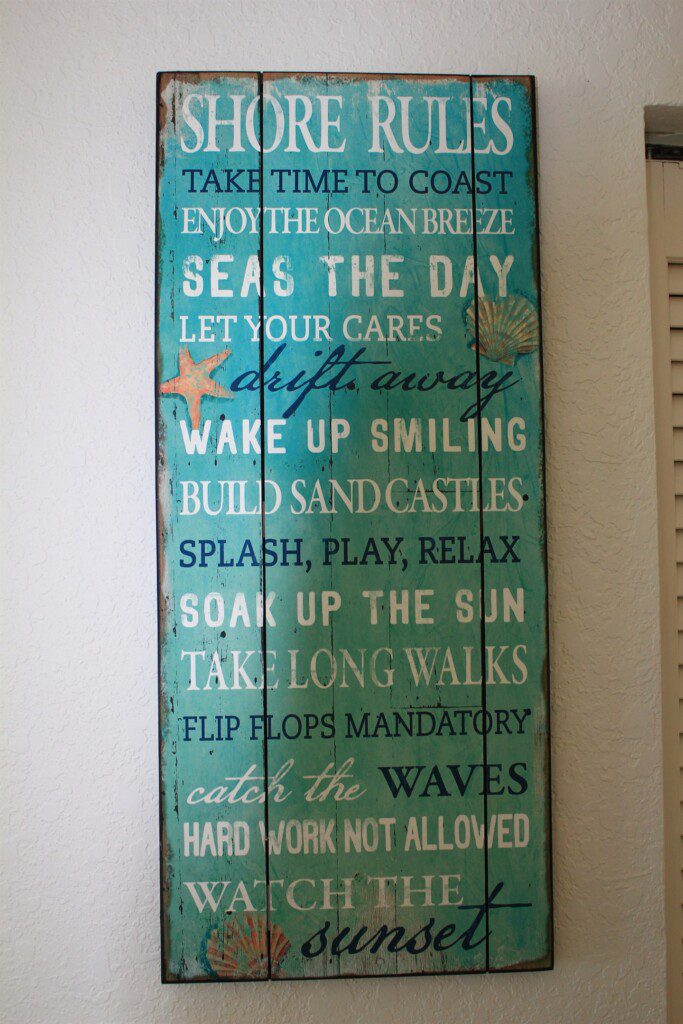 SHORE RULES
TAKE TIME TO COAST
ENJOY THE OCEAN BREEZE
SEAS THE DAY
LET YOUR CARES
drift away
WAKE UP SMILING
BUILD SANDCASTLES
SPLASH, PLAY, RELAX
SOAK UP THE SUN
TAKE LONG WALKS
FLIP FLOPS MANDATORY
catch the WAVES
HARD WORK NOT ALLOWED
WATCH THE
sunset